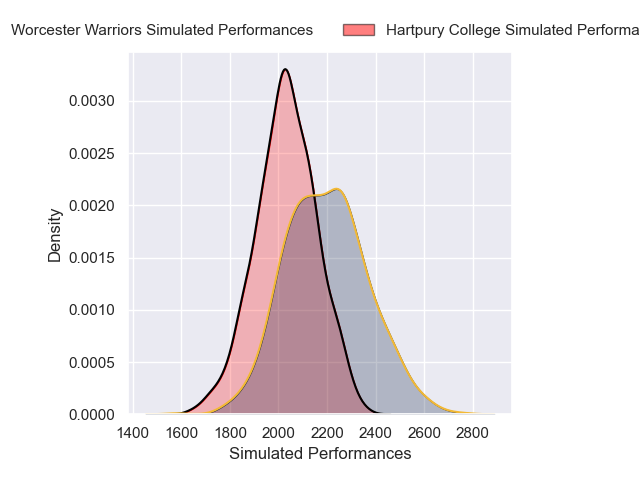 Worcester Warriors Simulated Performances Hartpury College Simulated Performa
0.0030
0.0025
0.0020
0.0015
0.0010
0.0005
0.0000
Density
1400 1600 1800 2000 2200 2400 2600 2800
Simulated Performances